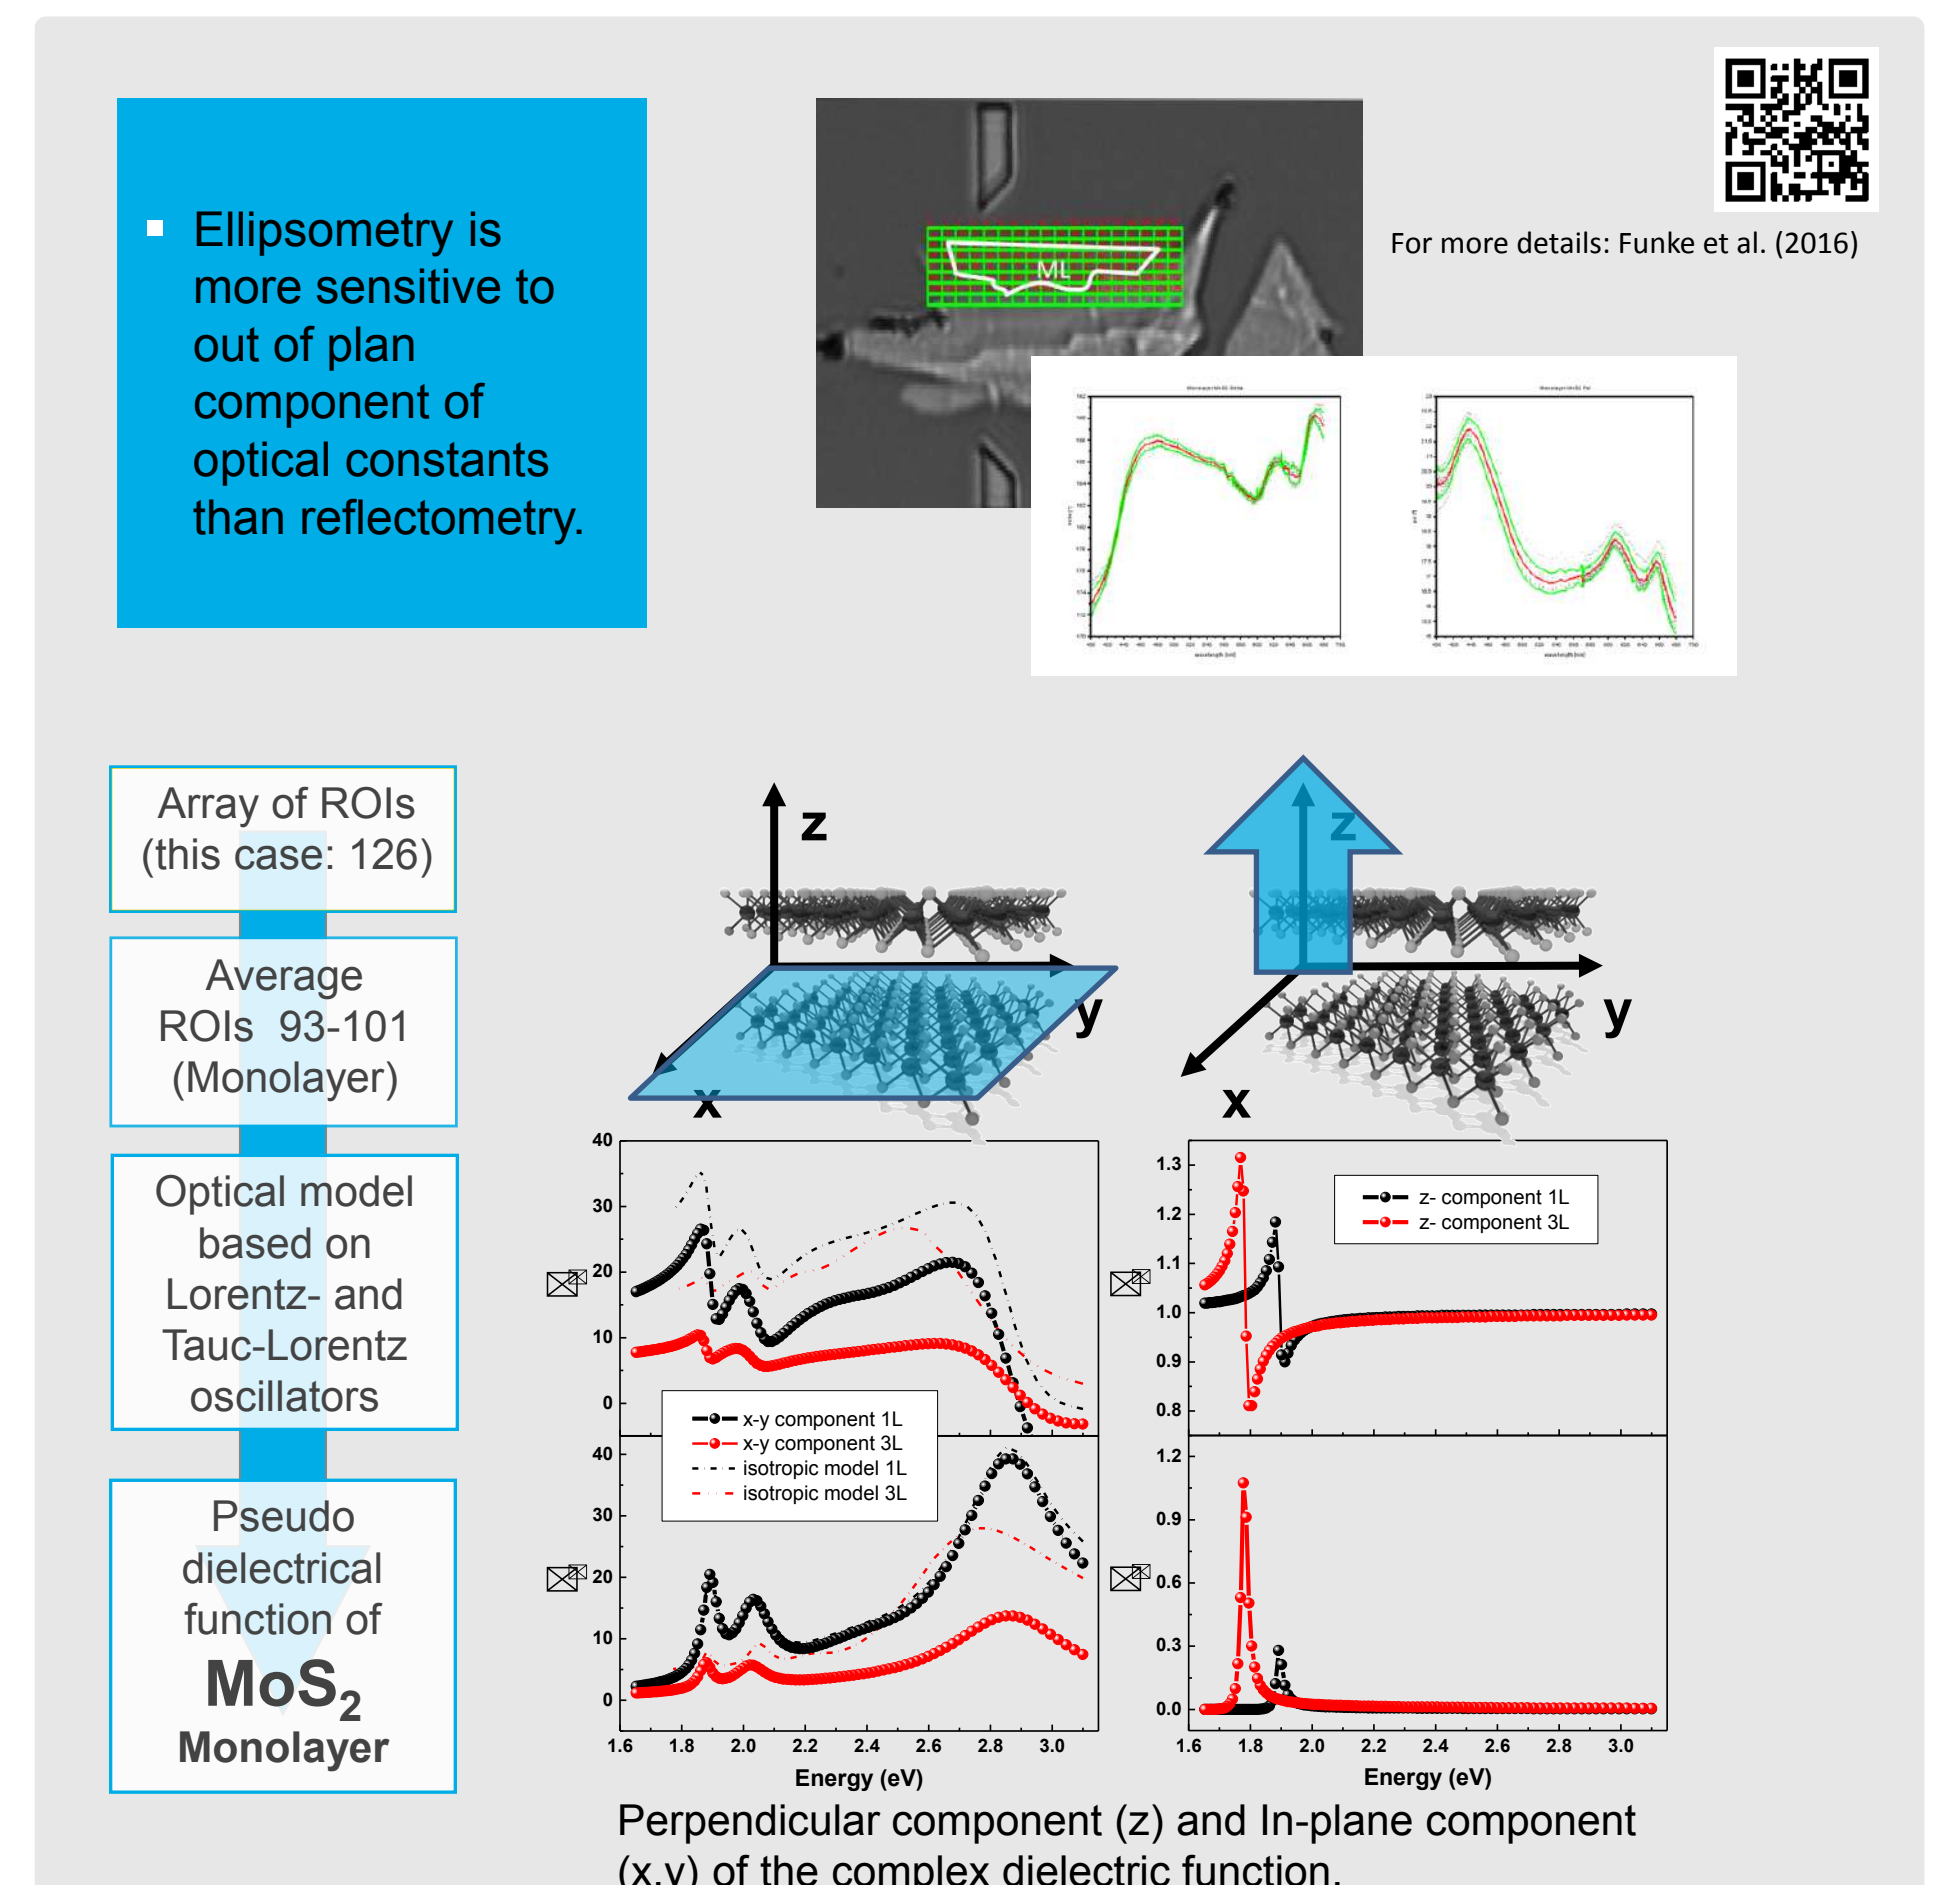 Ellipsometry is
more sensitive to
out of plan
component of
optical constants
than reflectometry.
ML
For more details: Funke et al. (2016)
Array of ROIs
(this case: 126)
Average
ROIs 93-101
(Monolayer)
Optical model
based on
Lorentz- and
Tauc-Lorentz
oscillators
Pseudo
dielectrical
function of
MoS2
Monolayer
z
y
x
z
y
x
40
30
20
10
0
x-y component 1L
x-y component 3L
isotropic model 1L
isotropic model 3L
40
30
20
10
0
1.6 1.8 2.0 2.2 2.4 2.6 2.8 3.0
Energy (eV)
1.3
1.2
1.1
1.0
0.9
0.8
z- component 1L
z- component 3L
1.2
0.9
0.6
0.3
0.0
1.6 1.8 2.0 2.2 2.4 2.6 2.8 3.0
Energy (eV)
Perpendicular component (z) and In-plane component
(x,y) of the complex dielectric function.